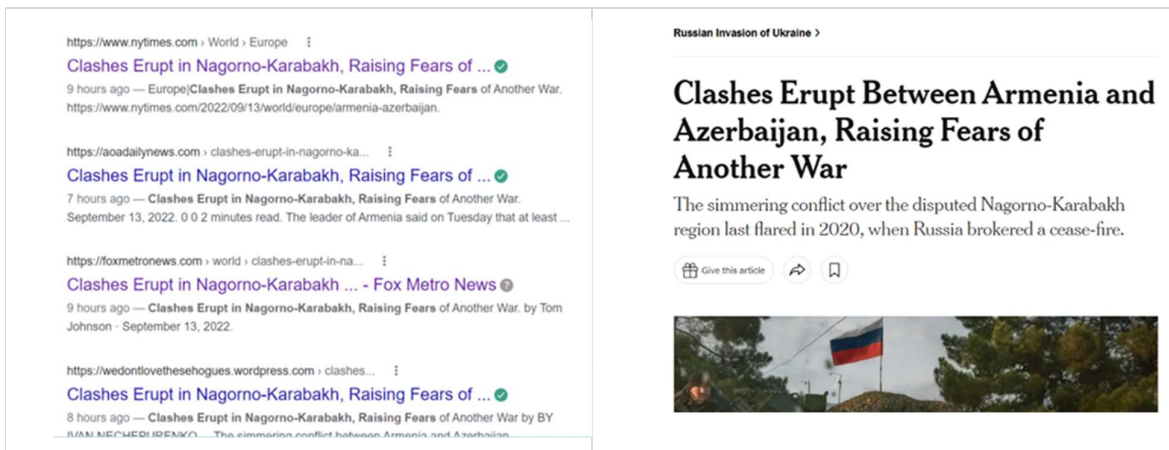 https://www.nytimes.com › World › Europe
Clashes Erupt in Nagorno-Karabakh, Raising Fears of ...
9 hours ago — Europe|Clashes Erupt in Nagorno-Karabakh, Raising Fears of Another War.
https://www.nytimes.com/2022/09/13/world/europe/armenia-azerbaijan.
https://aoadailynews.com › clashes-erupt-in-nagorno-ka...
Clashes Erupt in Nagorno-Karabakh, Raising Fears of ...
7 hours ago — Clashes Erupt in Nagorno-Karabakh, Raising Fears of Another War.
September 13, 2022. 0 0 2 minutes read. The leader of Armenia said on Tuesday that at least ...
https://foxmetronews.com › world › clashes-erupt-in-na...
Clashes Erupt in Nagorno-Karabakh ... - Fox Metro News
9 hours ago — Clashes Erupt in Nagorno-Karabakh, Raising Fears of Another War. by Tom
Johnson · September 13, 2022.
https://wedontlovethesehogues.wordpress.com › clashes...
Clashes Erupt in Nagorno-Karabakh, Raising Fears of ...
8 hours ago — Clashes Erupt in Nagorno-Karabakh, Raising Fears of Another War by BY
IVAN NECHEPURENKO ... The simmering conflict between Armenia and Azerbaijan
Russian Invasion of Ukraine >
Clashes Erupt Between Armenia and
Azerbaijan, Raising Fears of
Another War
The simmering conflict over the disputed Nagorno-Karabakh
region last flared in 2020, when Russia brokered a cease-fire.
Give this article